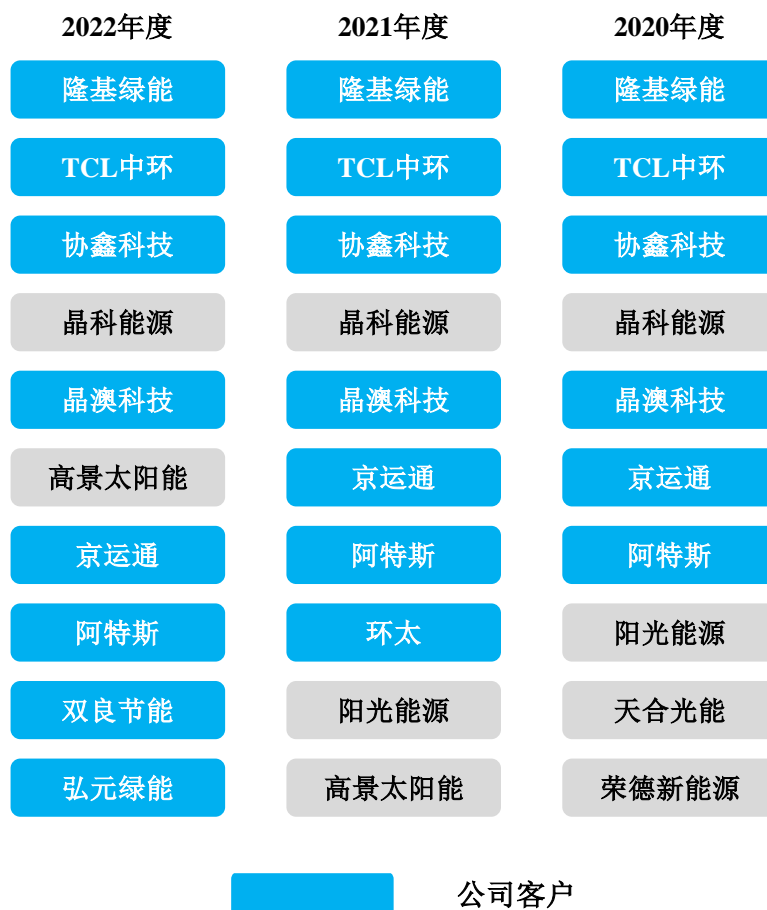 2022年度 2021年度 2020年度
隆基绿能 隆基绿能 隆基绿能
TCL中环 TCL中环 TCL中环
协鑫科技 协鑫科技 协鑫科技
晶科能源 晶科能源 晶科能源
晶澳科技 晶澳科技 晶澳科技
高景太阳能 京运通 京运通
京运通 阿特斯 阿特斯
阿特斯 环太 阳光能源
双良节能 阳光能源 天合光能
弘元绿能 高景太阳能 荣德新能源
公司客户